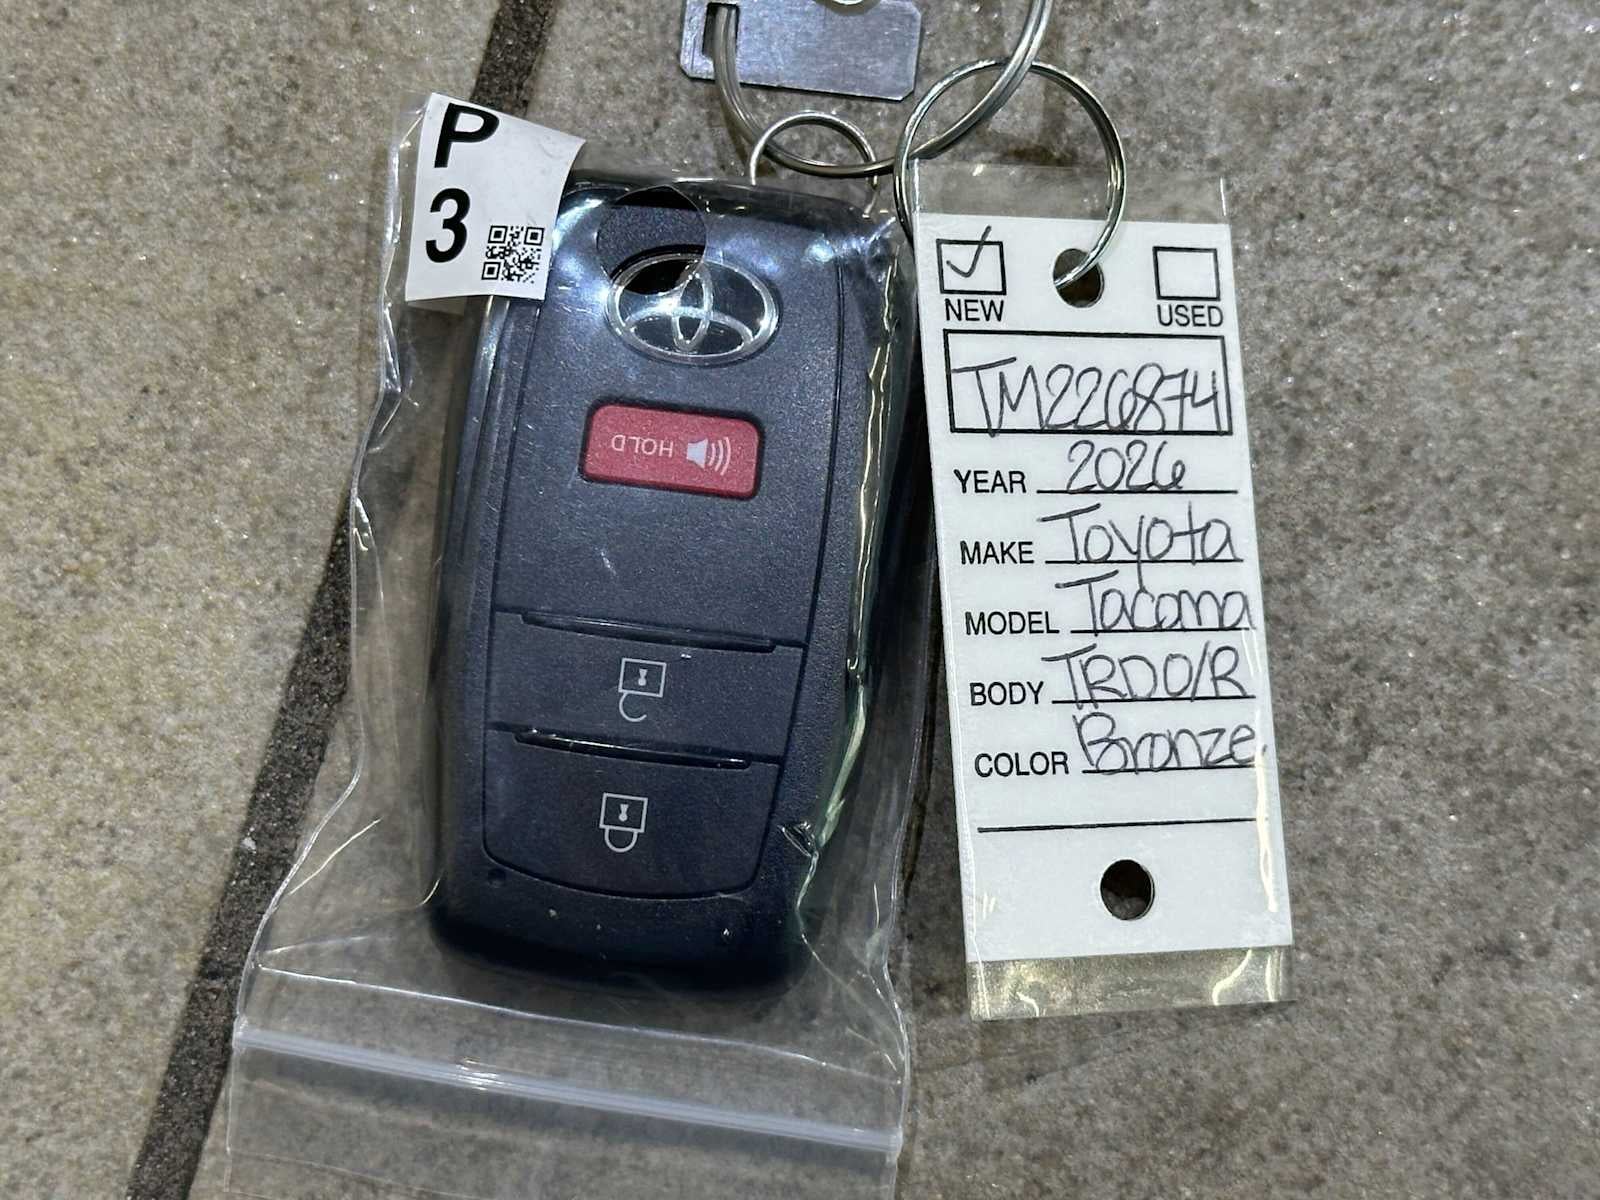 P
3
HOLD
NEW
USED
TM226874
YEAR 2026
MAKE Toyota
MODEL Tacoma
BODY TRD O/R
COLOR Bronze